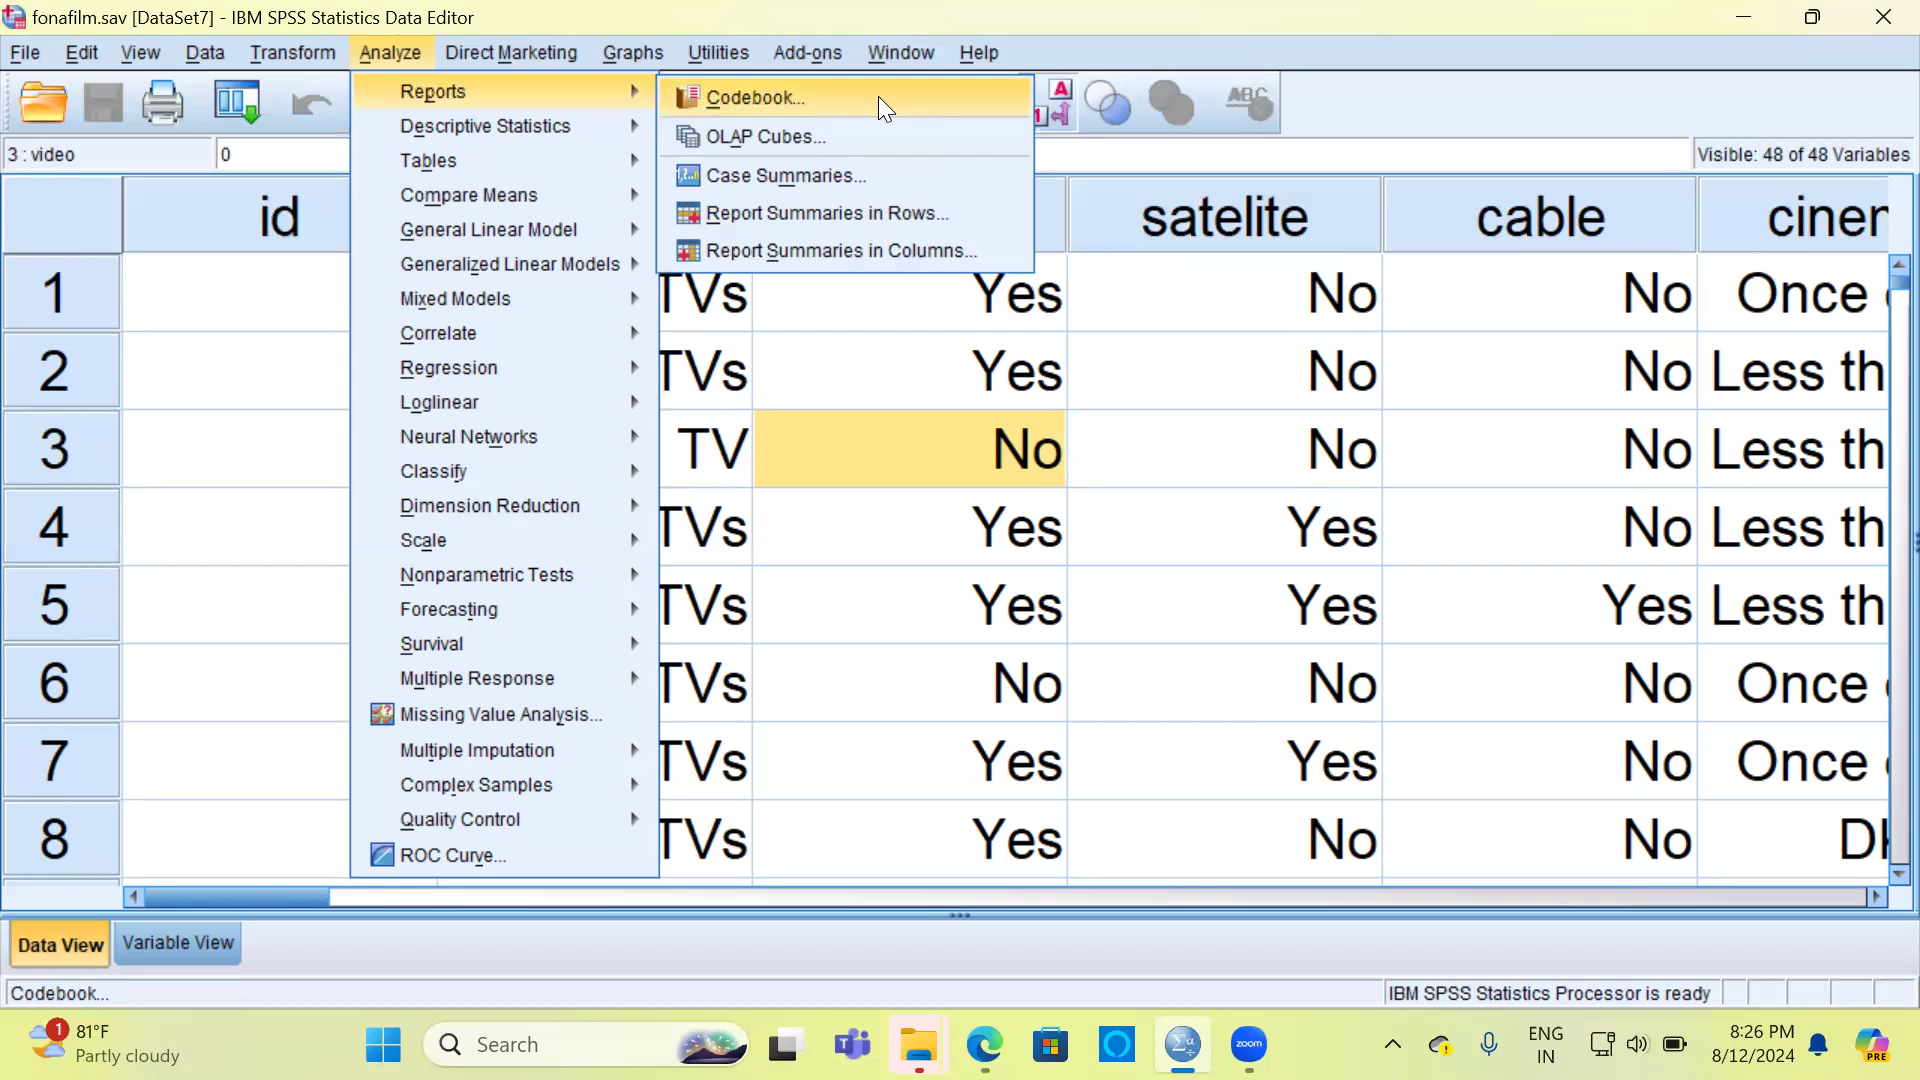 fonafilm.sav [DataSet7] - IBM SPSS Statistics Data Editor
File Edit View Data Transform Analyze Direct Marketing Graphs Utilities Add-ons Window Help
3 : video 0 Visible: 48 of 48 Variables
Reports
Descriptive Statistics
Tables
Compare Means
General Linear Model
Generalized Linear Models
Mixed Models
Correlate
Regression
Loglinear
Neural Networks
Classify
Dimension Reduction
Scale
Nonparametric Tests
Forecasting
Survival
Multiple Response
Missing Value Analysis...
Multiple Imputation
Complex Samples
Quality Control
ROC Curve...
Codebook...
OLAP Cubes...
Case Summaries...
Report Summaries in Rows...
Report Summaries in Columns...
id satelite cable
1 TVs Yes No No Once
2 TVs Yes No No Less th
3 TV No No No Less th
4 TVs Yes Yes No Less th
5 TVs Yes Yes Yes Less th
6 TVs No No No Once
7 TVs Yes Yes No Once
8 TVs Yes No No
Data View Variable View
Codebook... IBM SPSS Statistics Processor is ready
1 81°F
Partly cloudy
Search
zoom
ENG
IN
8:26 PM
8/12/2024
PRE